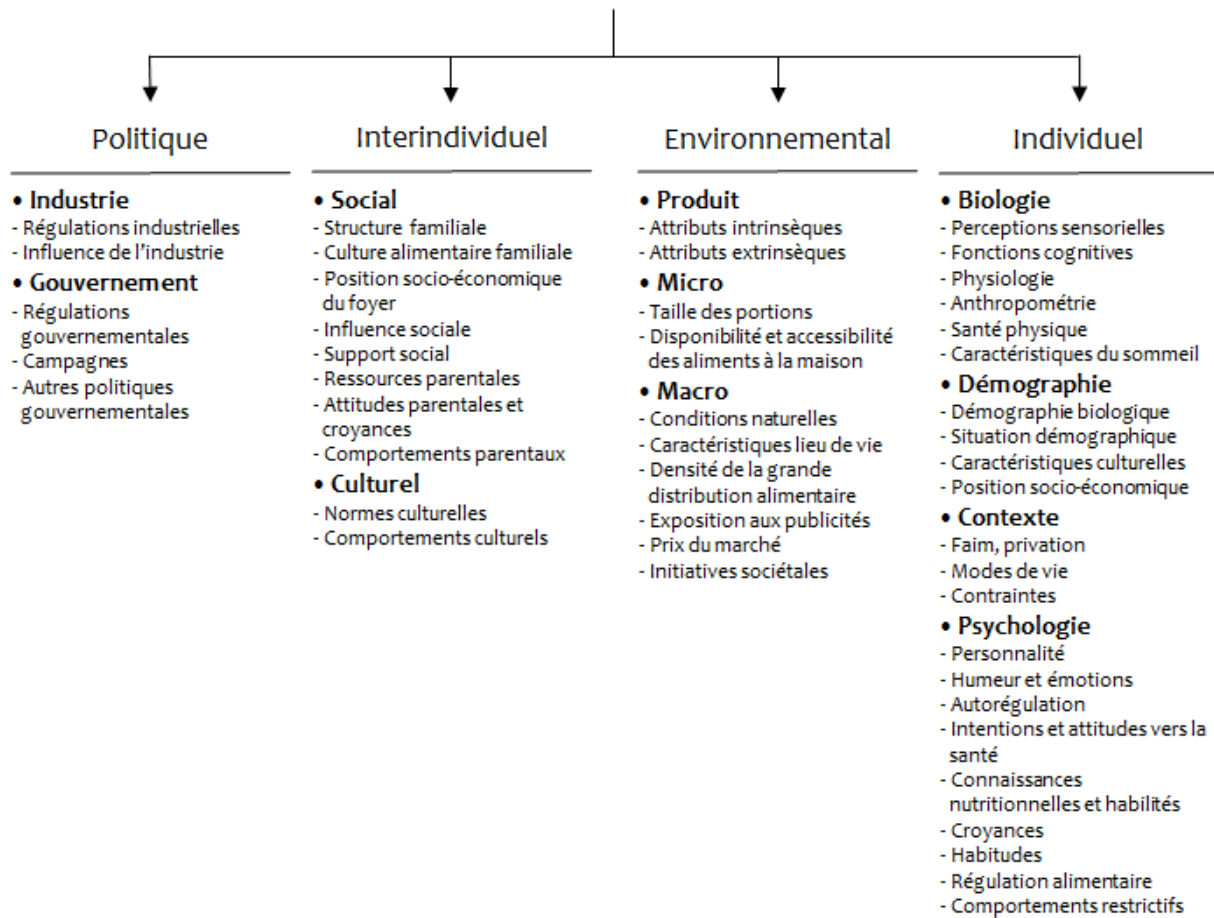 Politique
• Industrie
- Régulations industrielles
- Influence de l'industrie
• Gouvernement
- Régulations
gouvernementales
- Campagnes
- Autres politiques
gouvernementales
Interindividuel
• Social
- Structure familiale
- Culture alimentaire familiale
- Position socio-économique
du foyer
- Influence sociale
- Support social
- Ressources parentales
- Attitudes parentales et
croyances
- Comportements parentaux
• Culturel
- Normes culturelles
- Comportements culturels
Environnemental
• Produit
- Attributs intrinsèques
- Attributs extrinsèques
• Micro
- Taille des portions
- Disponibilité et accessibilité
des aliments à la maison
• Macro
- Conditions naturelles
- Caractéristiques lieu de vie
- Densité de la grande
distribution alimentaire
- Exposition aux publicités
- Prix du marché
- Initiatives sociétales
Individuel
• Biologie
- Perceptions sensorielles
- Fonctions cognitives
- Physiologie
- Anthropométrie
- Santé physique
- Caractéristiques du sommeil
• Démographie
- Démographie biologique
- Situation démographique
- Caractéristiques culturelles
- Position socio-économique
• Contexte
- Faim, privation
- Modes de vie
- Contraintes
• Psychologie
- Personnalité
- Humeur et émotions
- Autorégulation
- Intentions et attitudes vers la
santé
- Connaissances
nutritionnelles et habilités
- Croyances
- Habitudes
- Régulation alimentaire
- Comportements restrictifs